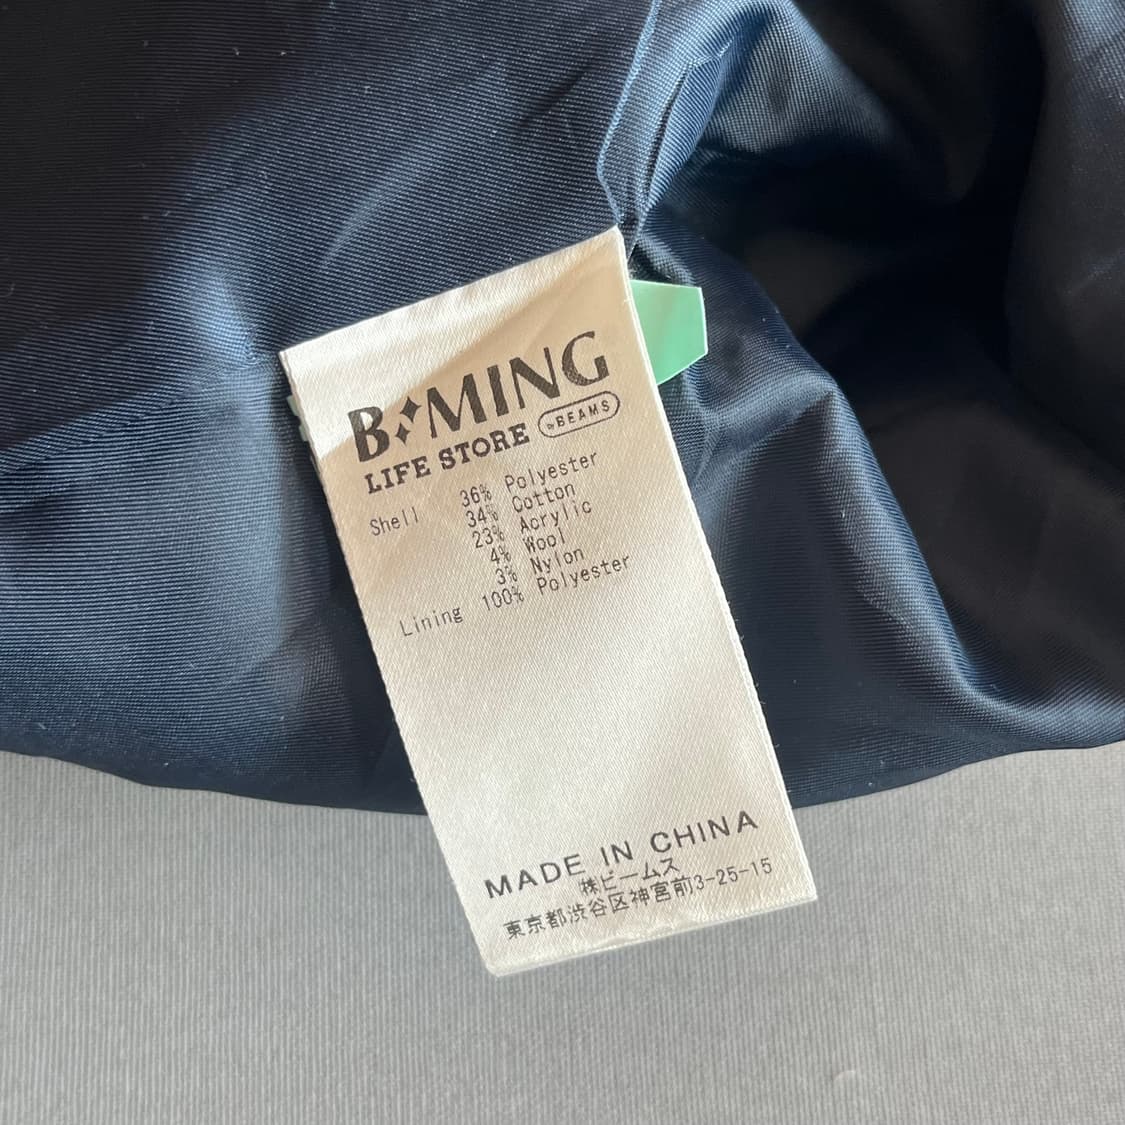 B MING
LIFE STORE by BEAMS
Shell 36% Polyester
34% Cotton
23% Acrylic
4% Wool
3% Nylon
Lining 100% Polyester
MADE IN CHINA
㈱ビームス
東京都渋谷区神宮前3-25-15